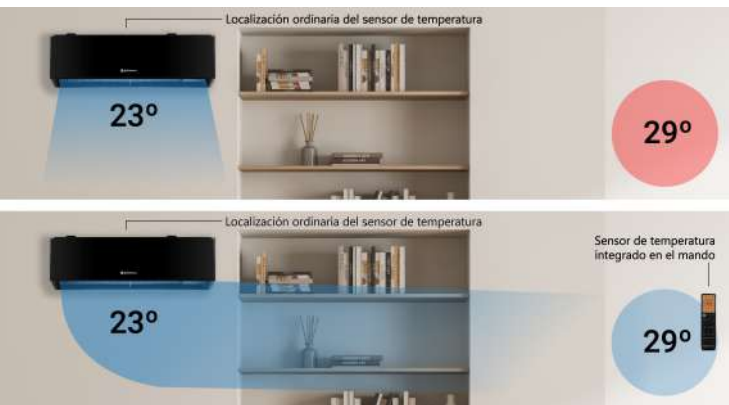 Localización ordinaria del sensor de temperatura
23º
29º
Localización ordinaria del sensor de temperatura
Sensor de temperatura
integrado en el mando
23º
29º